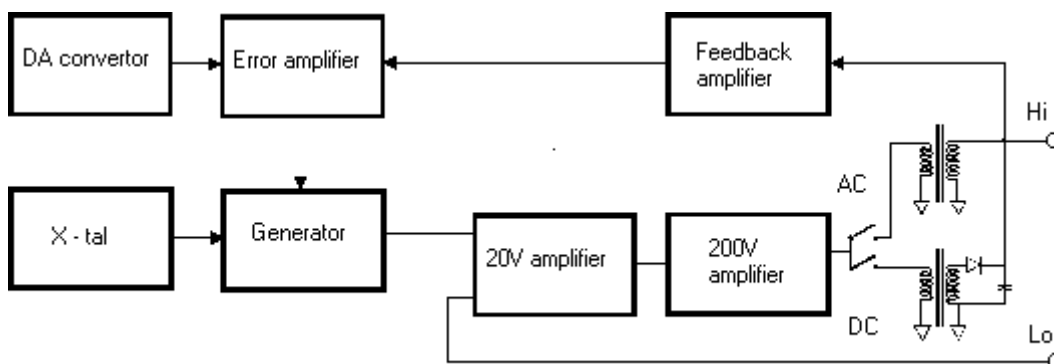 DA convertor
Error amplifier
Feedback
amplifier
Hi
X - tal
Generator
20V amplifier
200V
amplifier
AC
DC
Lo